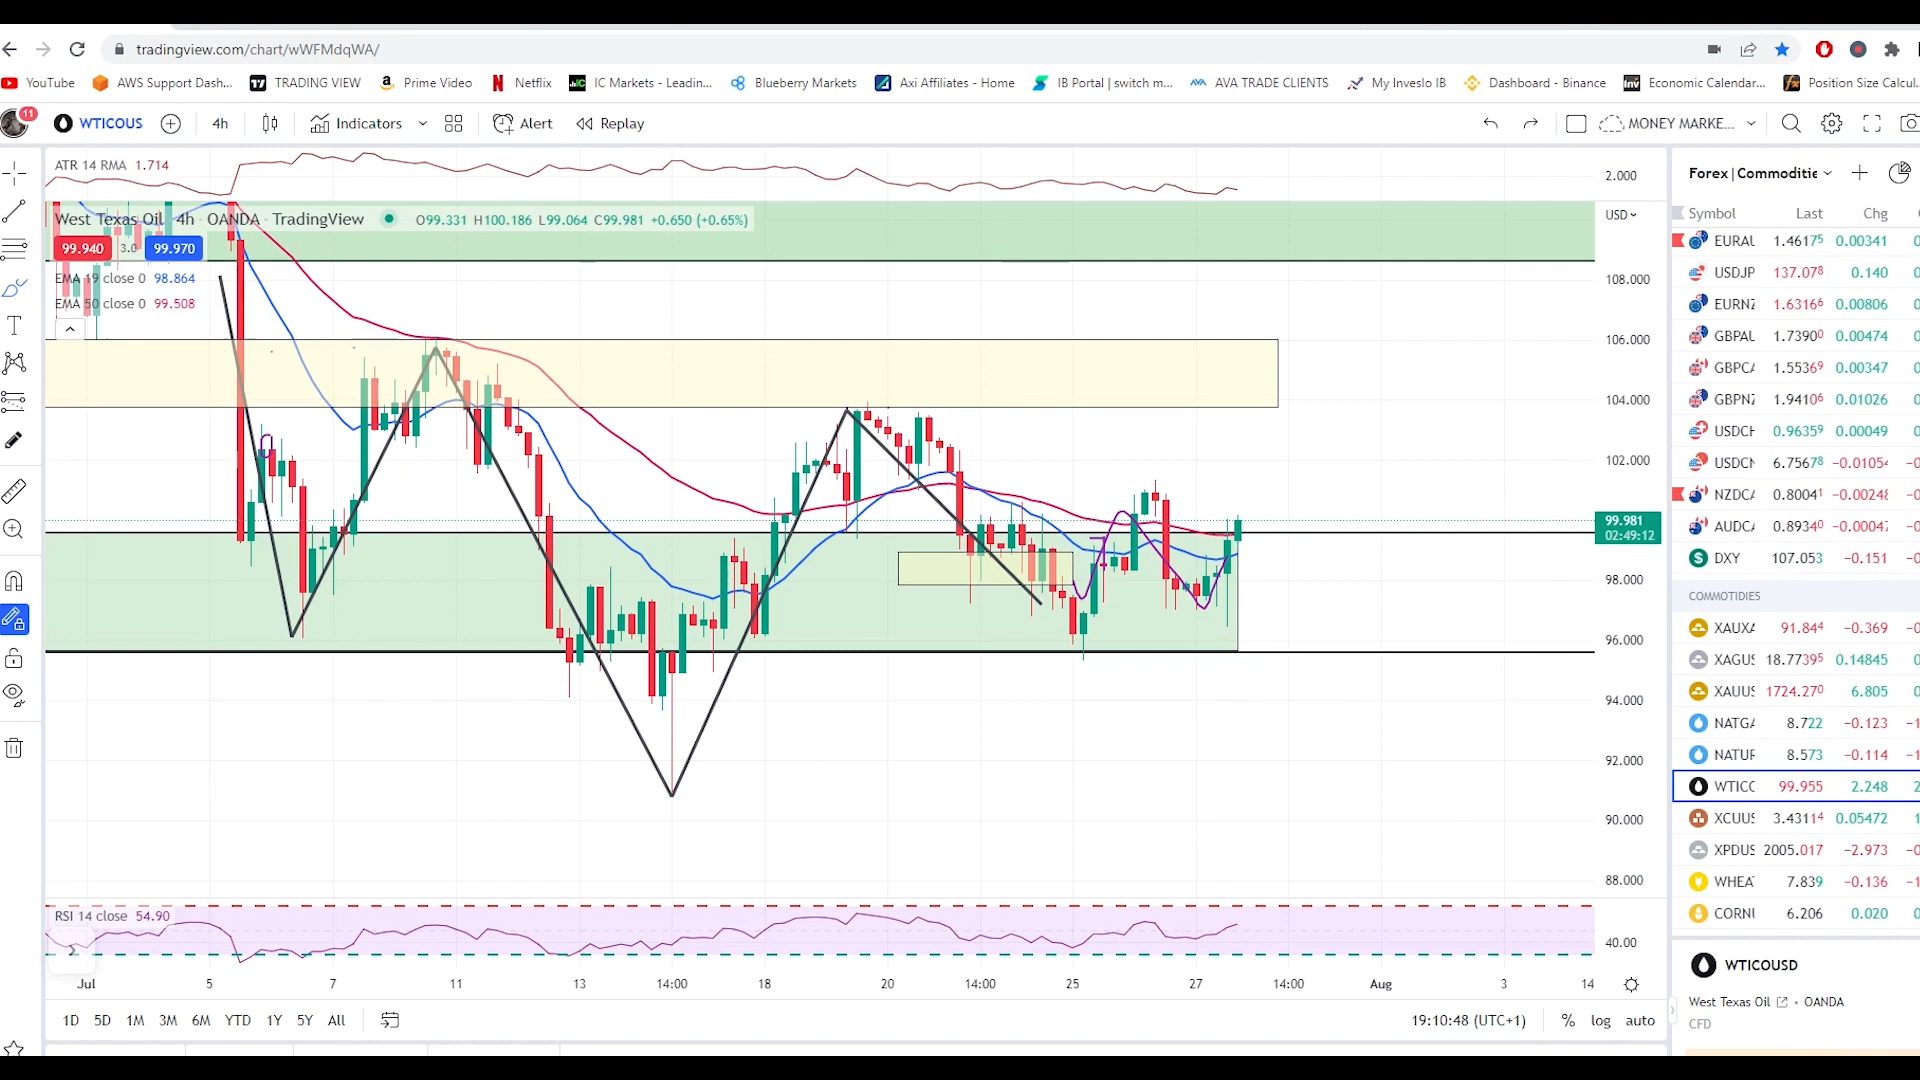 tradingview.com/chart/wWFMdqWA/
YouTube AWS Support Dash... TRADING VIEW Prime Video Netflix IC Markets - Leadin... Blueberry Markets Axi Affiliates - Home IB Portal | switch m... AVA TRADE CLIENTS My Inveslo IB Dashboard - Binance Economic Calendar... Position Size Calcul...
11 WTICOUS 4h Indicators Alert Replay MONEY MARKE...
ATR 14 RMA 1.714
West Texas Oil · 4h · OANDA · TradingView O99.331 H100.186 L99.064 C99.981 +0.650 (+0.65%)
99.940 3.0 99.970
EMA 19 close 0 98.864
EMA 50 close 0 99.508
2.000
USD
108.000
106.000
104.000
102.000
99.981
02:49:12
98.000
96.000
94.000
92.000
90.000
88.000
RSI 14 close 54.90
40.00
Jul 5 7 11 13 14:00 18 20 14:00 25 27 14:00 Aug 3 14
1D 5D 1M 3M 6M YTD 1Y 5Y All 19:10:48 (UTC+1) % log auto
Forex | Commoditie
Symbol Last Chg
EURAU 1.46175 0.00341
USDJP 137.078 0.140
EURNZ 1.63166 0.00806
GBPAU 1.73900 0.00474
GBPCA 1.55369 0.00347
GBPNZ 1.94106 0.01026
USDCH 0.96359 0.00049
USDCN 6.75678 −0.01054
NZDCA 0.80041 −0.00248
AUDCA 0.89340 −0.00047
DXY 107.053 −0.151
COMMOTIDIES
XAUXA 91.844 −0.369
XAGUS 18.77395 0.14845
XAUUS 1724.270 6.805
NATGA 8.722 −0.123
NATUR 8.573 −0.114
WTICO 99.955 2.248
XCUUS 3.43114 0.05472
XPDUS 2005.017 −2.973
WHEAT 7.839 −0.136
CORNU 6.206 0.020
WTICOUSD
West Texas Oil • OANDA
CFD